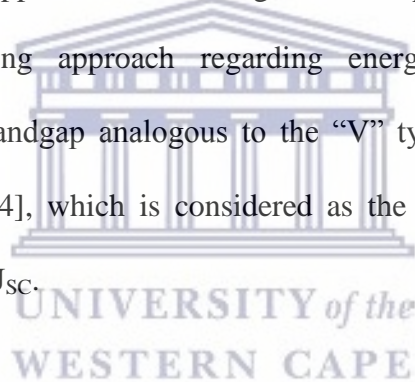 ing approach regarding energ
andgap analogous to the “V” ty
4], which is considered as the
JSC.
UNIVERSITY of the
WESTERN CAPE